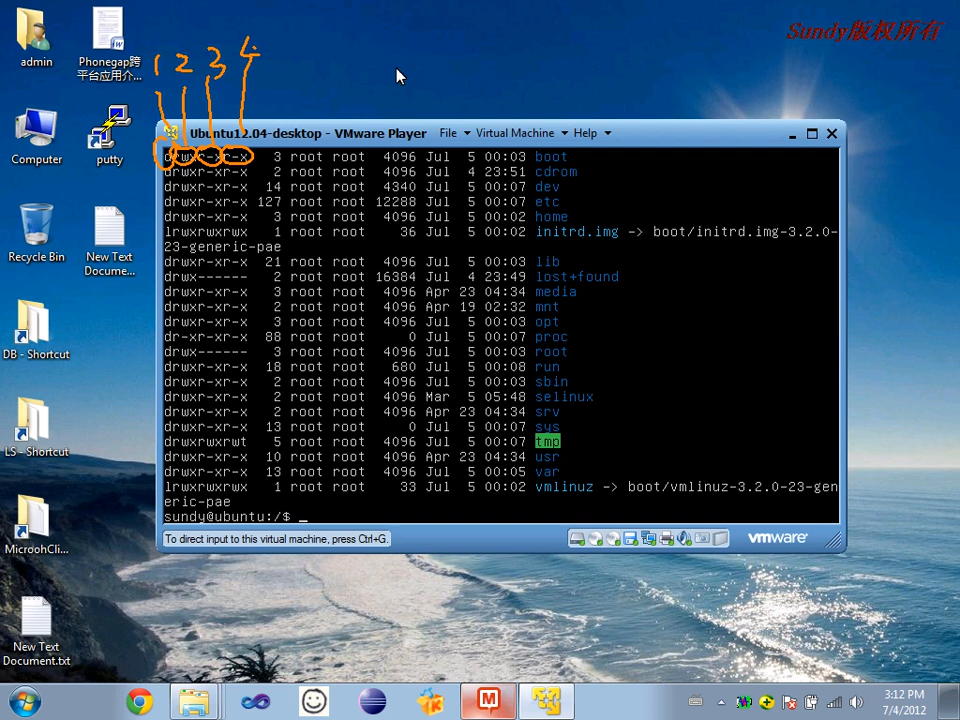 Sundy版权所有
admin
Phonegap跨
平台应用介...
1 2 3 4
Computer
putty
Recycle Bin
New Text
Docume...
DB - Shortcut
LS - Shortcut
MicroohCli...
New Text
Document.txt
Ubuntu12.04-desktop - VMware Player File Virtual Machine Help
drwxr-xr-x 3 root root 4096 Jul 5 00:03 boot
drwxr-xr-x 2 root root 4096 Jul 4 23:51 cdrom
drwxr-xr-x 14 root root 4340 Jul 5 00:07 dev
drwxr-xr-x 127 root root 12288 Jul 5 00:07 etc
drwxr-xr-x 3 root root 4096 Jul 5 00:02 home
lrwxrwxrwx 1 root root 36 Jul 5 00:02 initrd.img -> boot/initrd.img-3.2.0-
23-generic-pae
drwxr-xr-x 21 root root 4096 Jul 5 00:03 lib
drwx------ 2 root root 16384 Jul 4 23:49 lost+found
drwxr-xr-x 3 root root 4096 Apr 23 04:34 media
drwxr-xr-x 2 root root 4096 Apr 19 02:32 mnt
drwxr-xr-x 3 root root 4096 Jul 5 00:03 opt
dr-xr-xr-x 88 root root 0 Jul 5 00:07 proc
drwx------ 3 root root 4096 Jul 5 00:03 root
drwxr-xr-x 18 root root 680 Jul 5 00:08 run
drwxr-xr-x 2 root root 4096 Jul 5 00:03 sbin
drwxr-xr-x 2 root root 4096 Mar 5 05:48 selinux
drwxr-xr-x 2 root root 4096 Apr 23 04:34 srv
drwxr-xr-x 13 root root 0 Jul 5 00:07 sys
drwxrwxrwt 5 root root 4096 Jul 5 00:07 tmp
drwxr-xr-x 10 root root 4096 Apr 23 04:34 usr
drwxr-xr-x 13 root root 4096 Jul 5 00:05 var
lrwxrwxrwx 1 root root 33 Jul 5 00:02 vmlinuz -> boot/vmlinuz-3.2.0-23-gen
eric-pae
sundy@ubuntu:/$ _
To direct input to this virtual machine, press Ctrl+G.
vmware
3:12 PM
7/4/2012